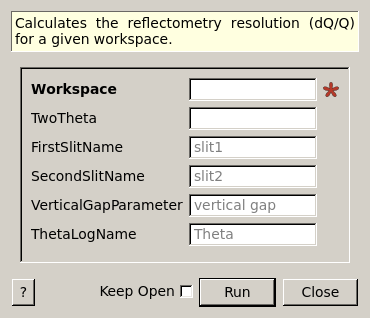 Calculates the reflectometry resolution (dQ/Q)
for a given workspace.
Workspace
TwoTheta
FirstSlitName slit1
SecondSlitName slit2
VerticalGapParameter vertical gap
ThetaLogName Theta
? Keep Open Run Close